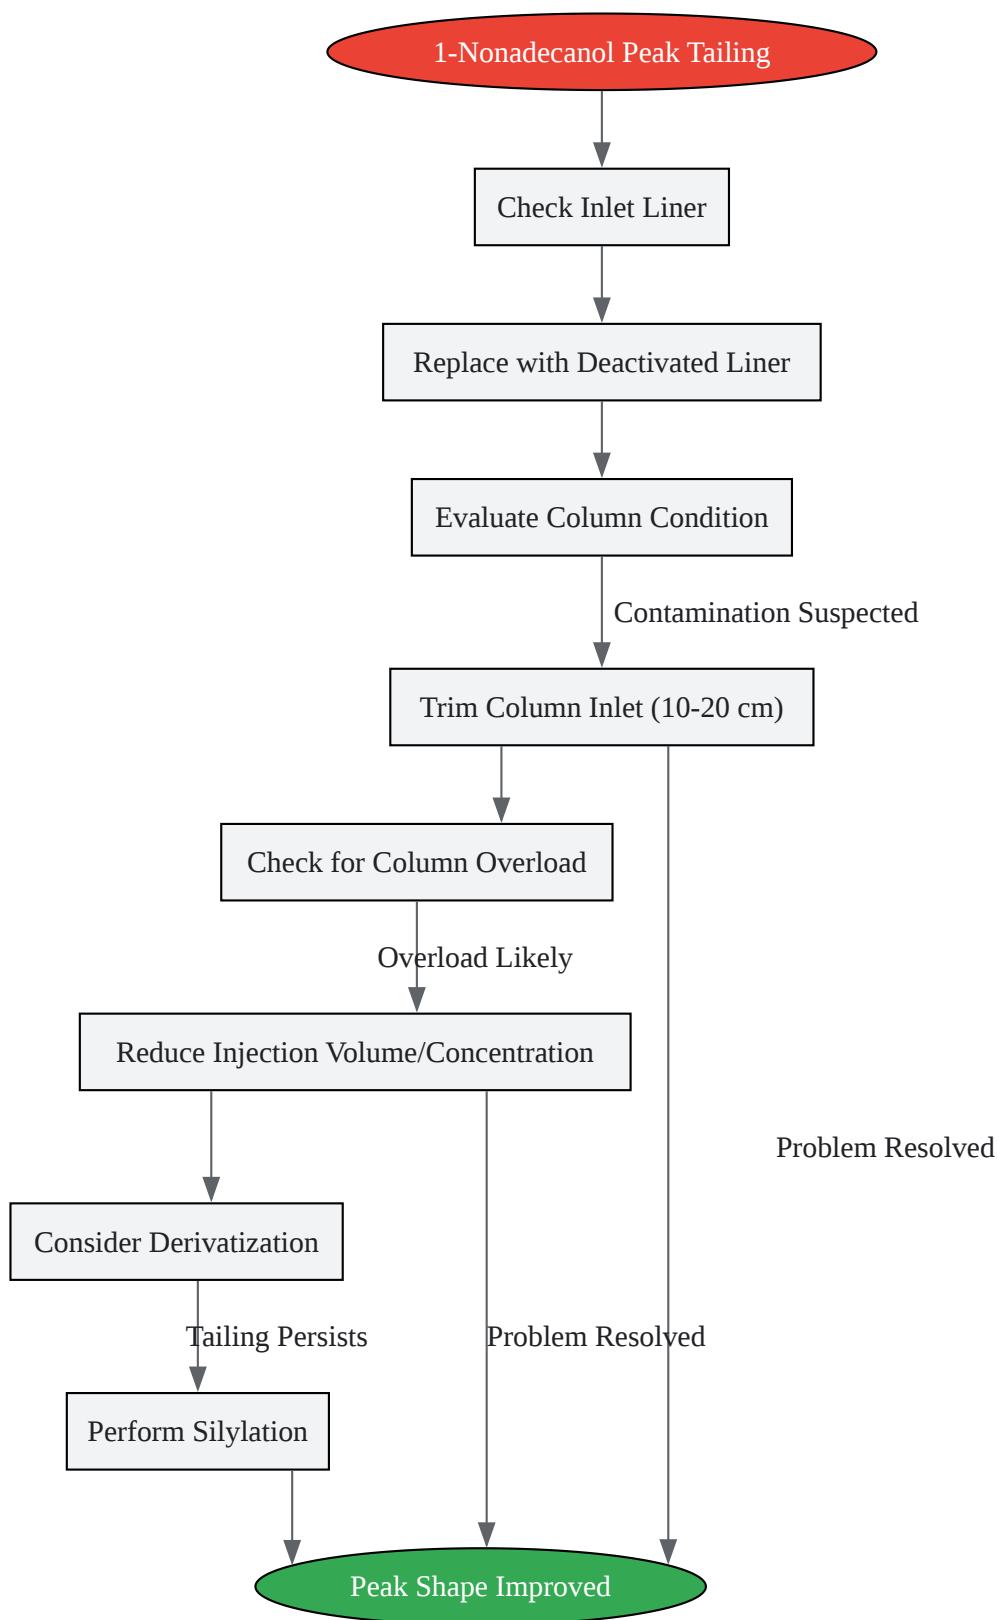 1-Nonadecanol Peak Tailing
Check Inlet Liner
Replace with Deactivated Liner
Evaluate Column Condition
Contamination Suspected
Trim Column Inlet (10-20 cm)
Check for Column Overload
Overload Likely
Reduce Injection Volume/Concentration
Problem Resolved
Consider Derivatization
Tailing Persists
Problem Resolved
Perform Silylation
Peak Shape Improved